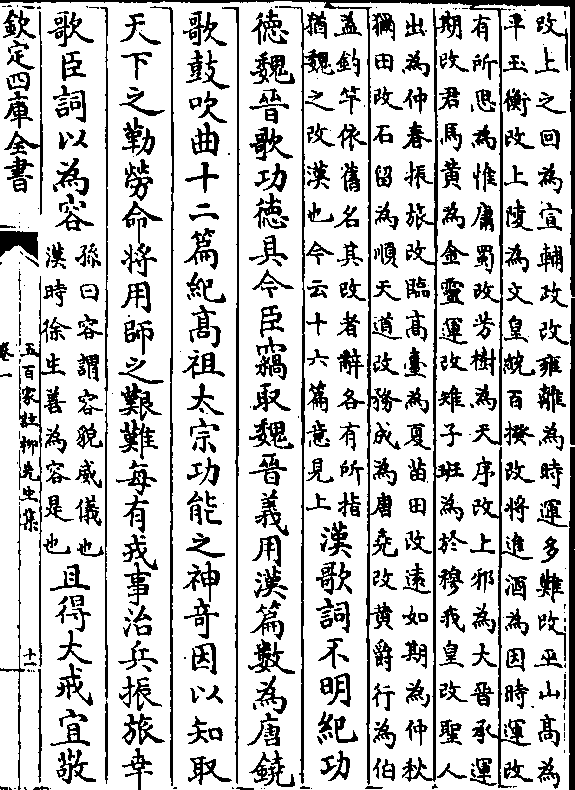 改上之回為宣輔政改雍離為時運多難改巫山高為
平玉衡改上陵為文皇統百揆改將進酒為因時運改
有所思為惟庸蜀改芳樹為天序改上邪為大晉承運
期改君馬黃為金靈運改雉子班為於穆我皇改聖人
出為仲春振旅改臨高臺為夏苗田改遠如期為仲秋
獮田改石留為順天道改務成為唐堯改黃爵行為伯
益釣竿依舊名其改者辭各有所指
猶魏之改漢也今云十六篇意見上
漢歌詞不明紀功
徳魏晉歌功徳具今臣竊取魏晉義用漢篇數為唐鐃
歌鼓吹曲十二篇紀髙祖太宗功能之神奇因以知取
天下之勤勞命將用師之艱難每有戎事治兵振旅幸
歌臣詞以為容
孫曰容謂容貌威儀也
漢時徐生善為容是也
且得大戒宜敬
欽定四庫全書
五百家註柳先生集
卷一
十一